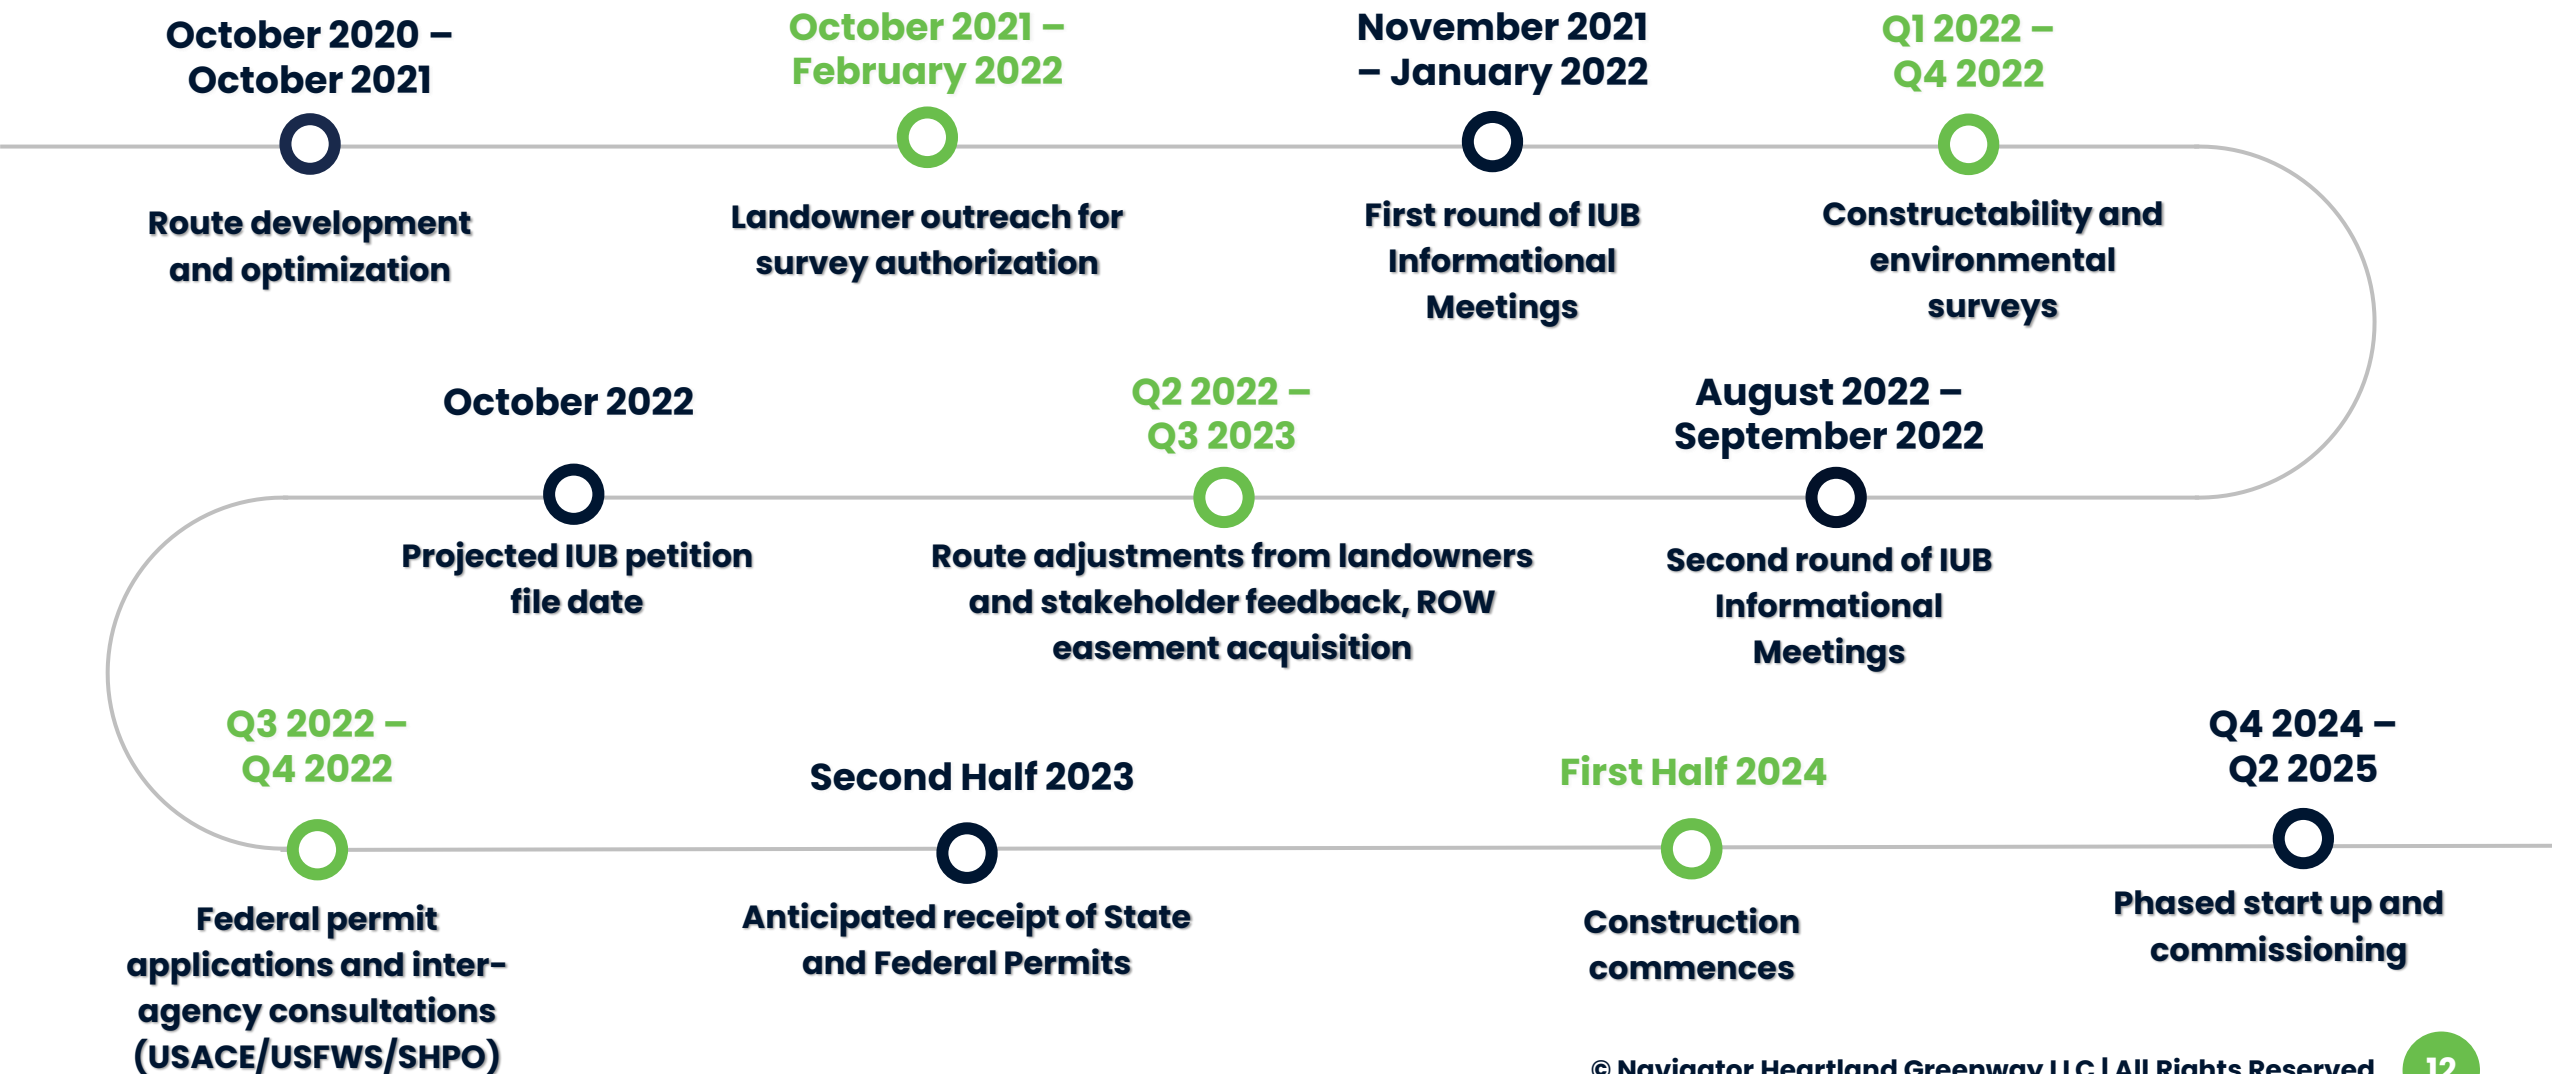 October 2020 –
October 2021
Route development
and optimization
October 2021 –
February 2022
Landowner outreach for
survey authorization
November 2021
– January 2022
First round of IUB
Informational
Meetings
Q1 2022 –
Q4 2022
Constructability and
environmental
surveys
October 2022
Projected IUB petition
file date
Q2 2022 –
Q3 2023
Route adjustments from landowners
and stakeholder feedback, ROW
easement acquisition
August 2022 –
September 2022
Second round of IUB
Informational
Meetings
Q3 2022 –
Q4 2022
Federal permit
applications and inter-
agency consultations
(USACE/USFWS/SHPO)
Second Half 2023
Anticipated receipt of State
and Federal Permits
First Half 2024
Construction
commences
Q4 2024 –
Q2 2025
Phased start up and
commissioning
© Navigator Heartland Greenway LLC | All Rights Reserved
12